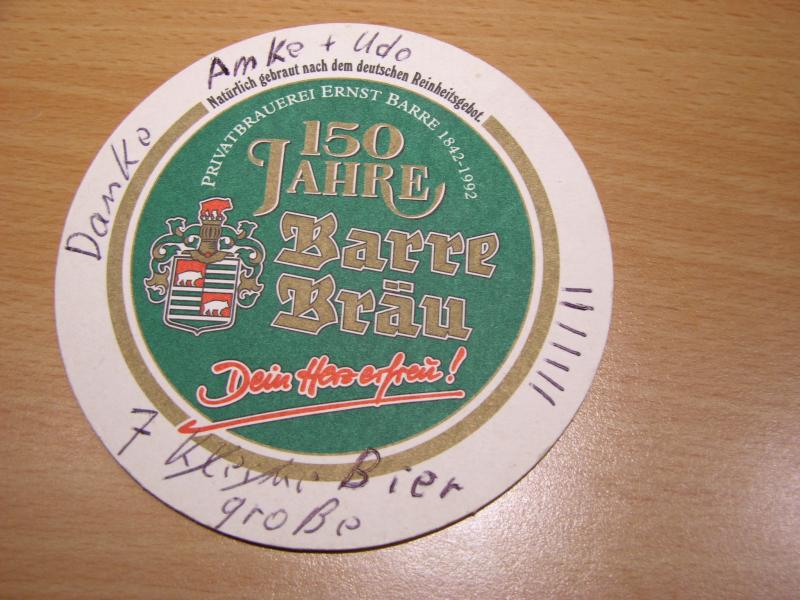 Amke + Udo
Danke
Natürlich gebraut nach dem deutschen Reinheitsgebot.
PRIVATBRAUEREI ERNST BARRE 1842-1992
150
JAHRE
Barre
Bräu
Dein Herz erfreu!
7 kleine Bier
große